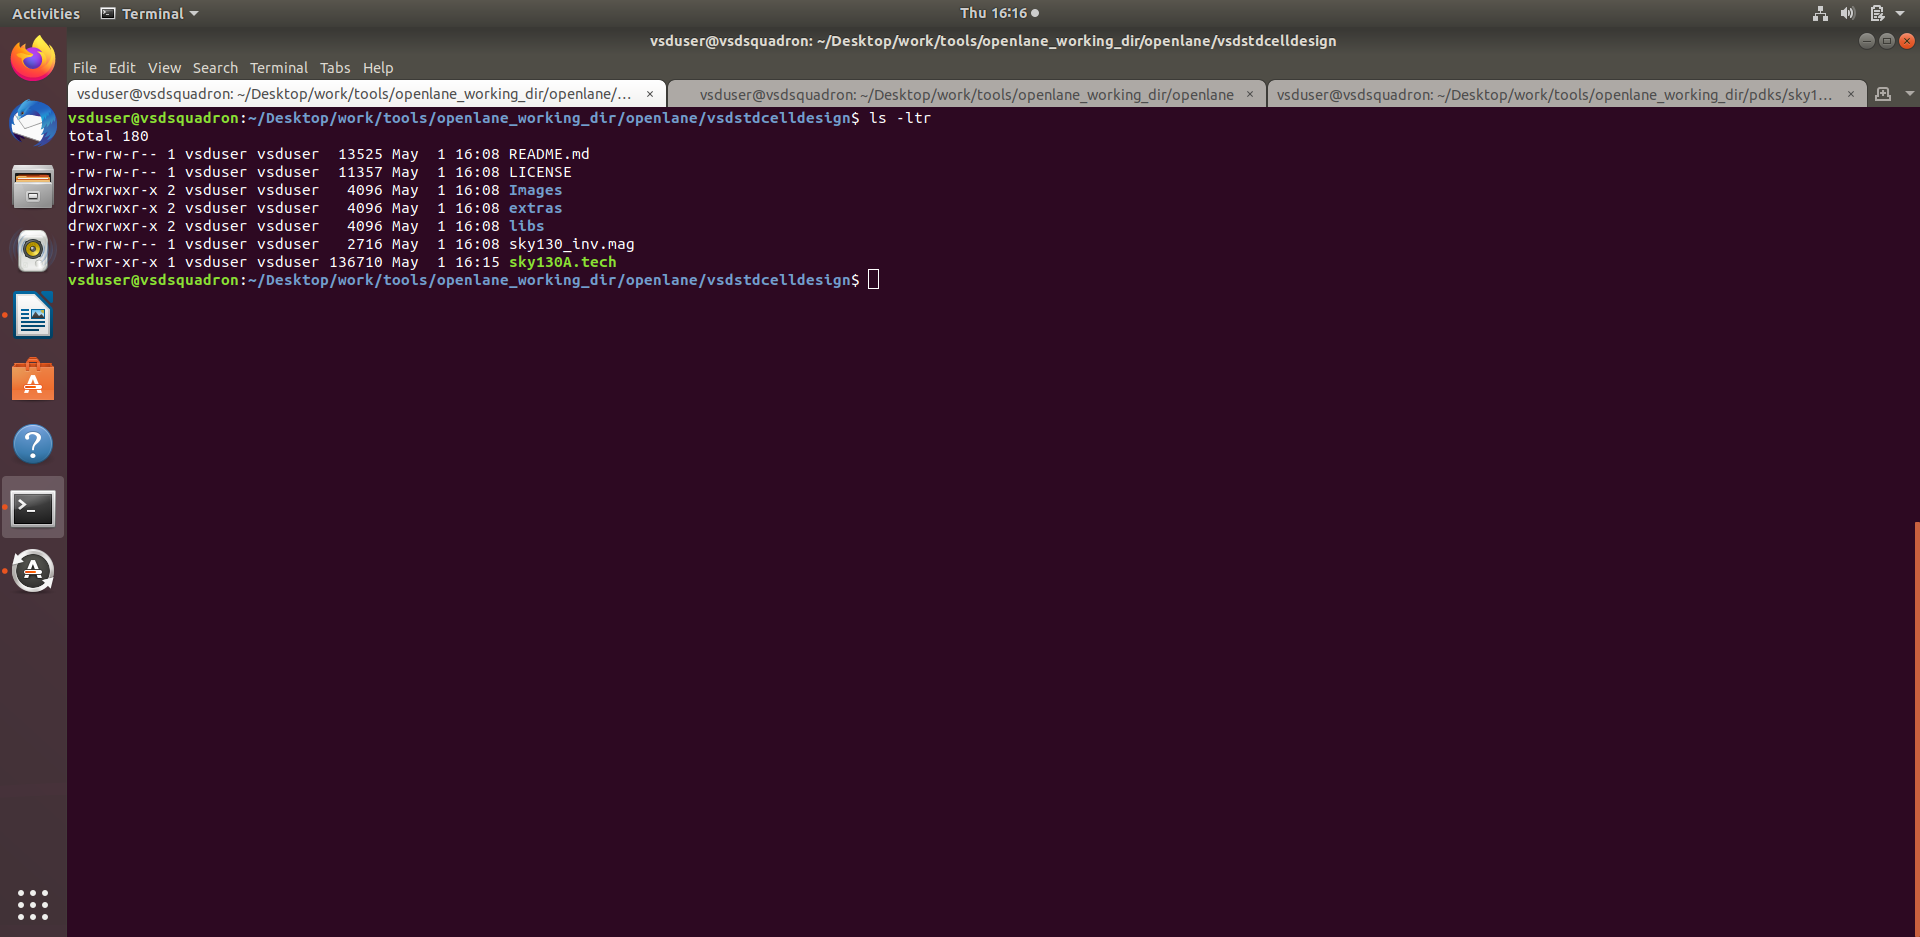 Activities Terminal Thu 16:16
vsduser@vsdsquadron: ~/Desktop/work/tools/openlane_working_dir/openlane/vsdstdcelldesign
File Edit View Search Terminal Tabs Help
vsduser@vsdsquadron: ~/Desktop/work/tools/openlane_working_dir/openlane/... × vsduser@vsdsquadron: ~/Desktop/work/tools/openlane_working_dir/openlane × vsduser@vsdsquadron: ~/Desktop/work/tools/openlane_working_dir/pdks/sky1... ×
vsduser@vsdsquadron:~/Desktop/work/tools/openlane_working_dir/openlane/vsdstdcelldesign$ ls -ltr
total 180
-rw-rw-r-- 1 vsduser vsduser  13525 May  1 16:08 README.md
-rw-rw-r-- 1 vsduser vsduser  11357 May  1 16:08 LICENSE
drwxrwxr-x 2 vsduser vsduser   4096 May  1 16:08 Images
drwxrwxr-x 2 vsduser vsduser   4096 May  1 16:08 extras
drwxrwxr-x 2 vsduser vsduser   4096 May  1 16:08 libs
-rw-rw-r-- 1 vsduser vsduser   2716 May  1 16:08 sky130_inv.mag
-rwxr-xr-x 1 vsduser vsduser 136710 May  1 16:15 sky130A.tech
vsduser@vsdsquadron:~/Desktop/work/tools/openlane_working_dir/openlane/vsdstdcelldesign$